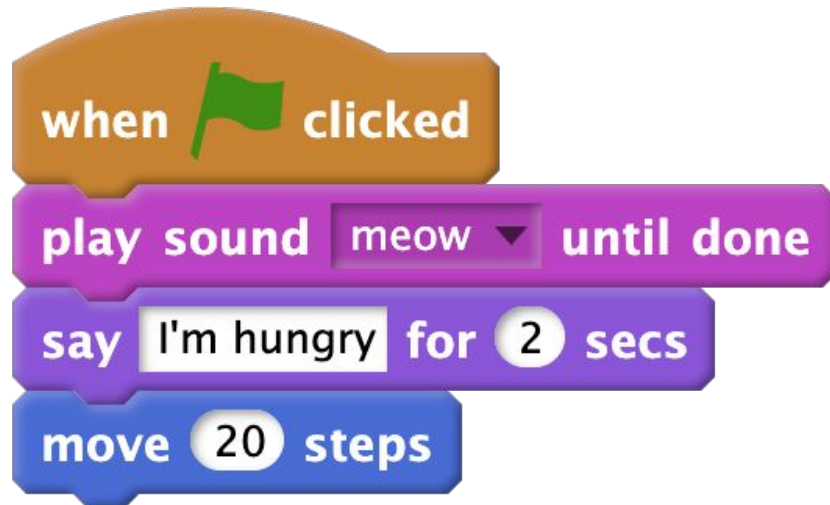 when clicked
play sound meow until done
say I'm hungry for 2 secs
move 20 steps